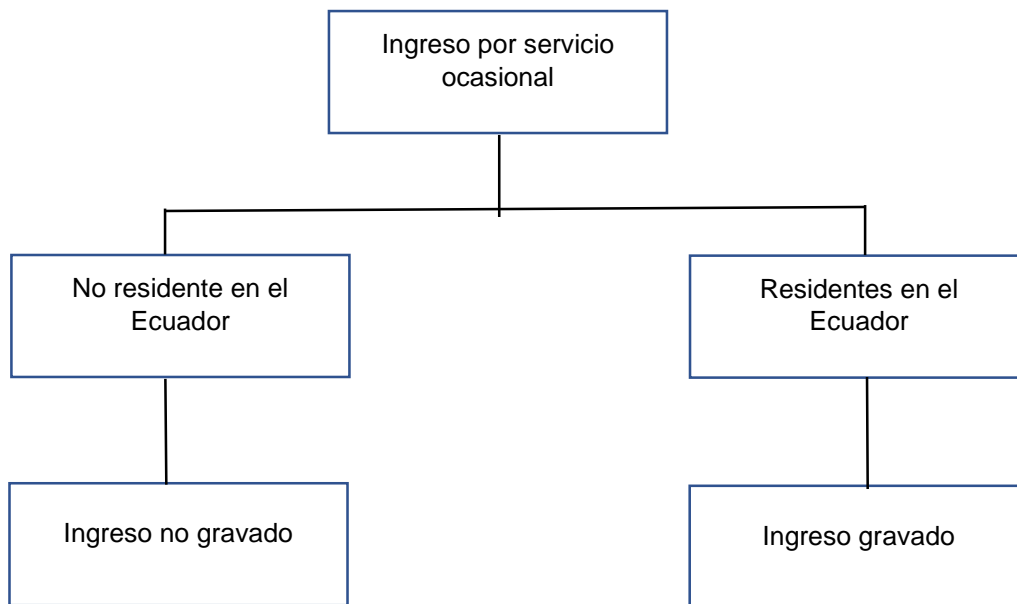 Ingreso por servicio
ocasional
No residente en el
Ecuador
Residentes en el
Ecuador
Ingreso no gravado
Ingreso gravado